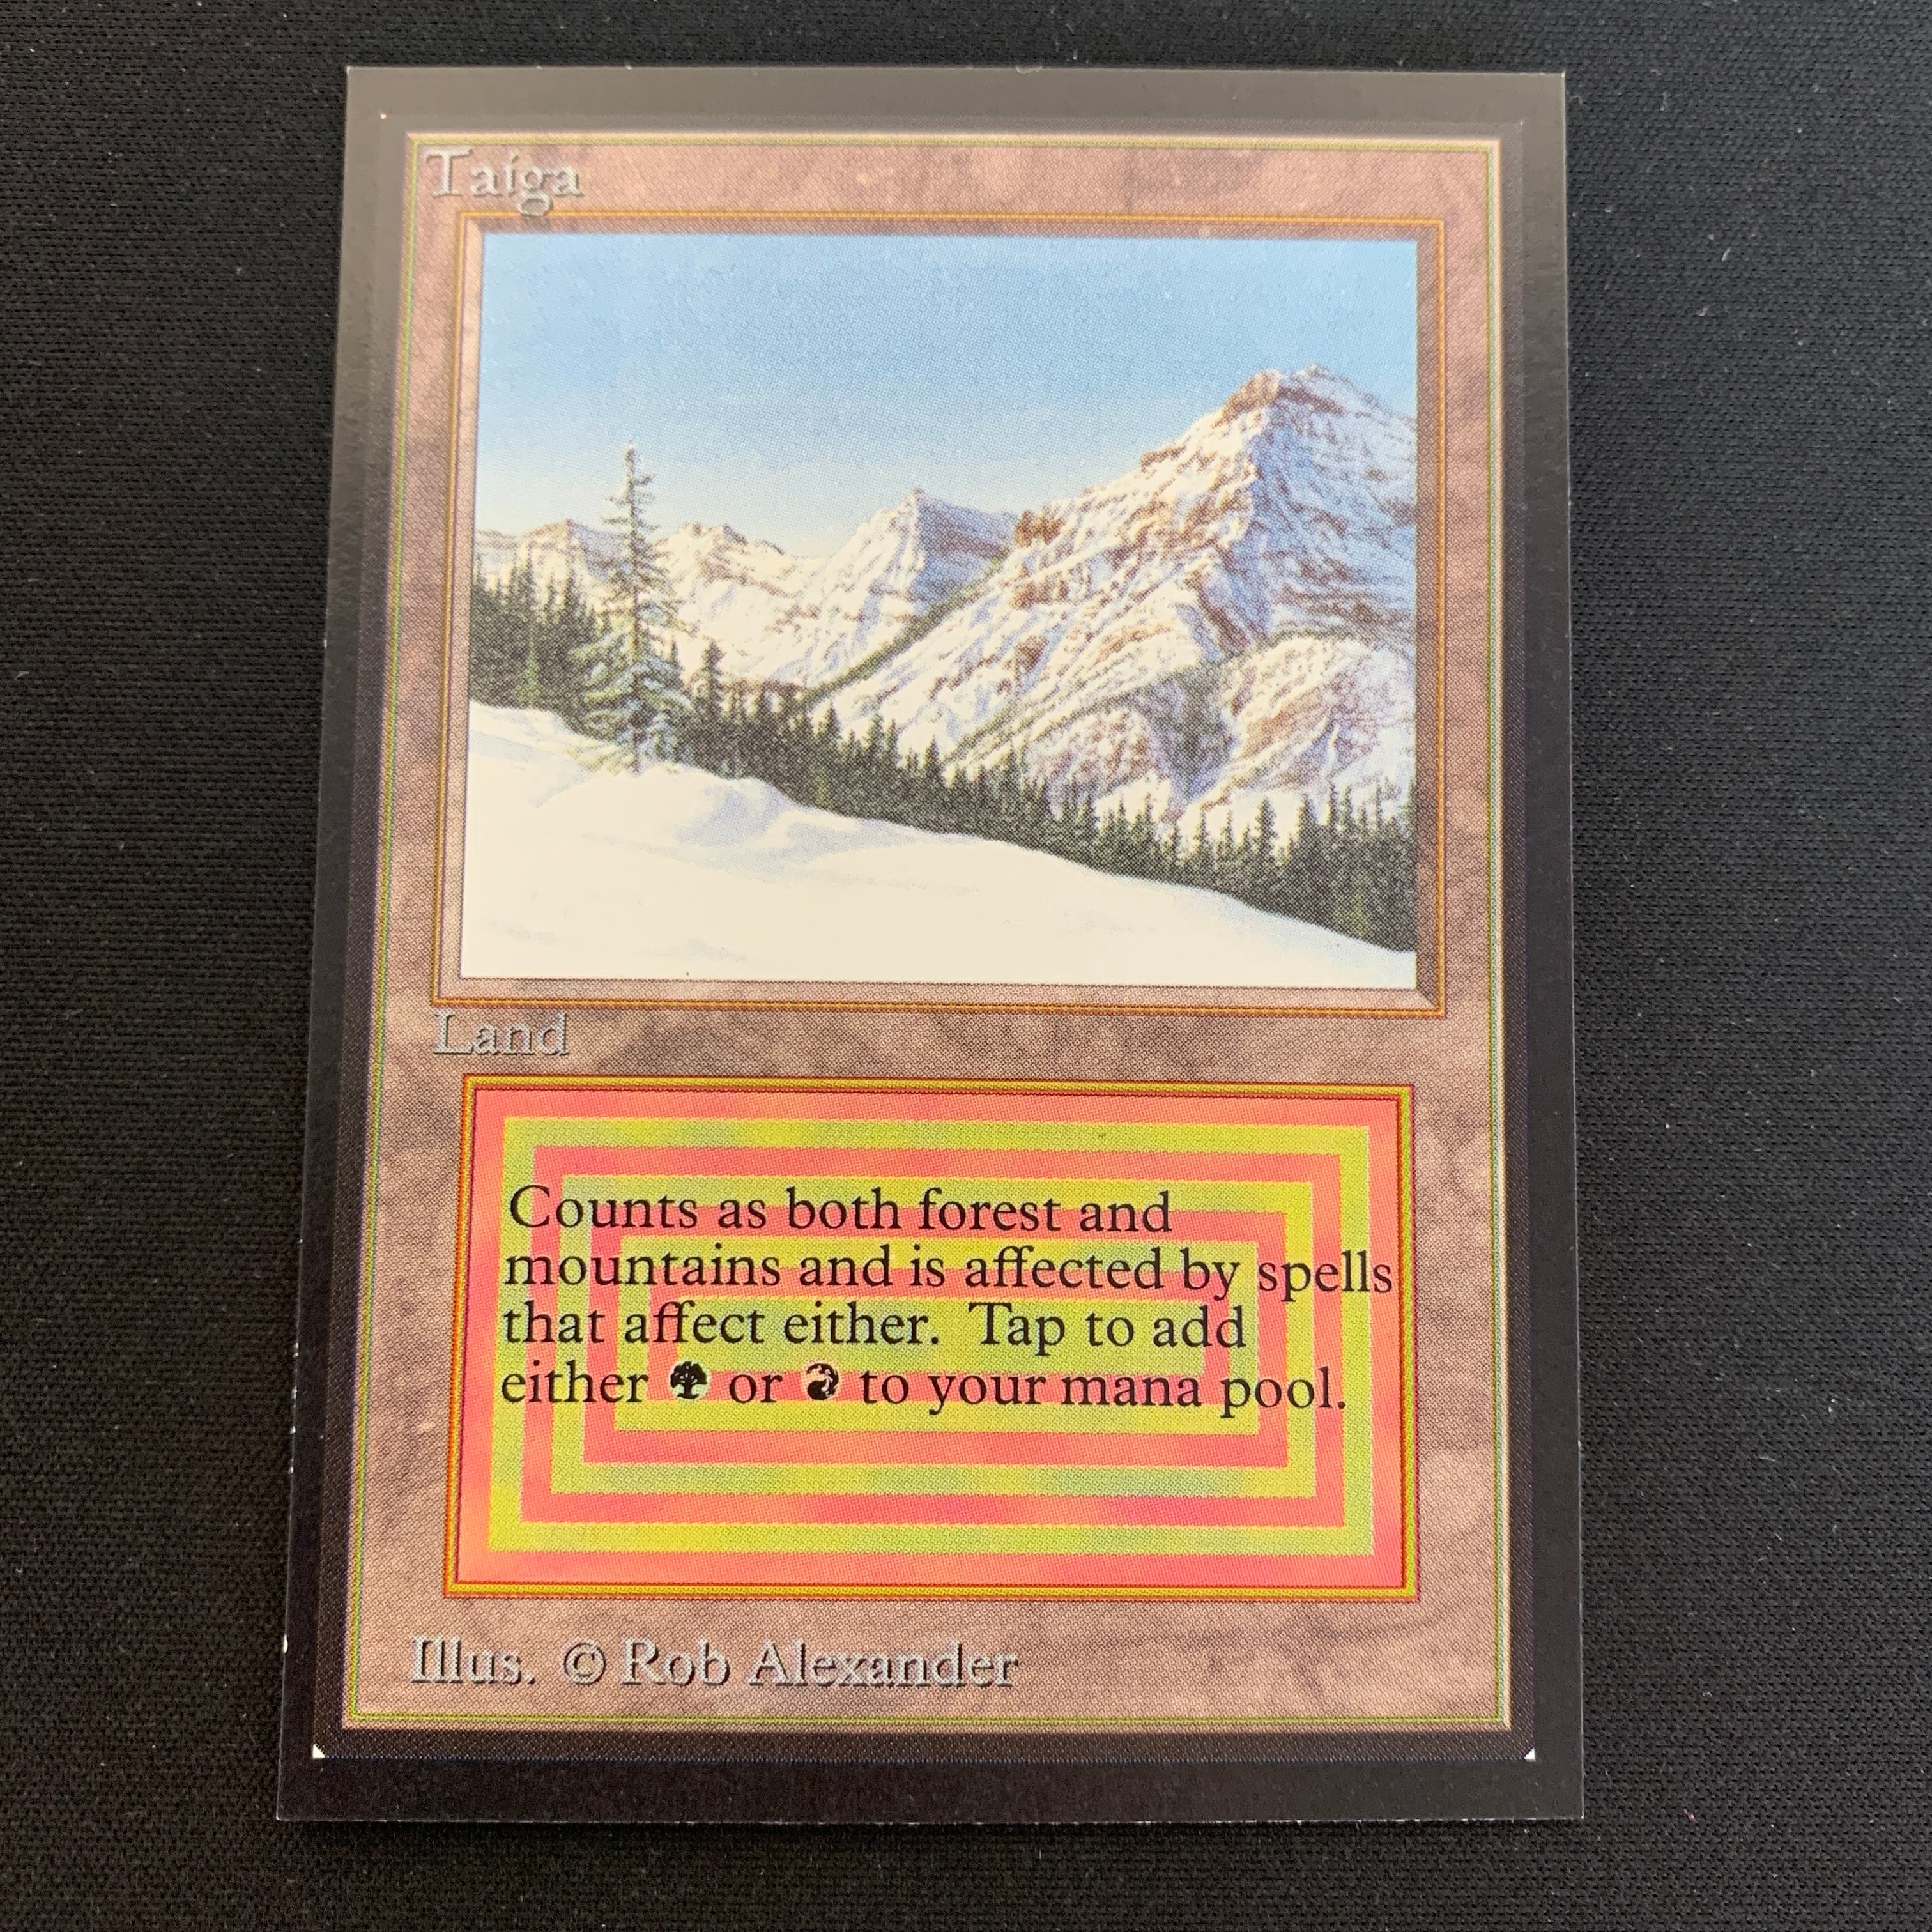 Taiga
Land
Counts as both forest and
mountains and is affected by spells
that affect either. Tap to add
either or to your mana pool.
Illus. © Rob Alexander